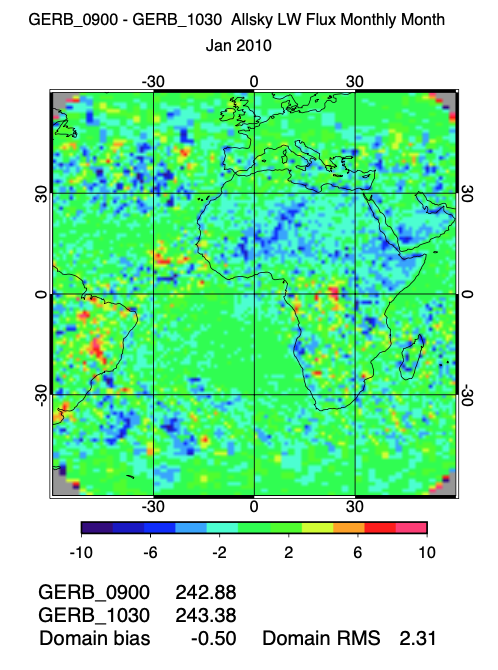 GERB_0900 - GERB_1030 Allsky LW Flux Monthly Month
Jan 2010
-30 0 30
30 30
0 0
-30 -30
-30 0 30
-10 -6 -2 2 6 10
GERB_0900 242.88
GERB_1030 243.38
Domain bias -0.50 Domain RMS 2.31